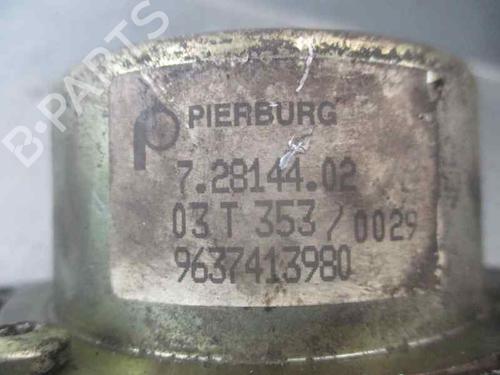 B-PARTS
PIERBURG
7.28144.02
03 T 353/0029
9637413980